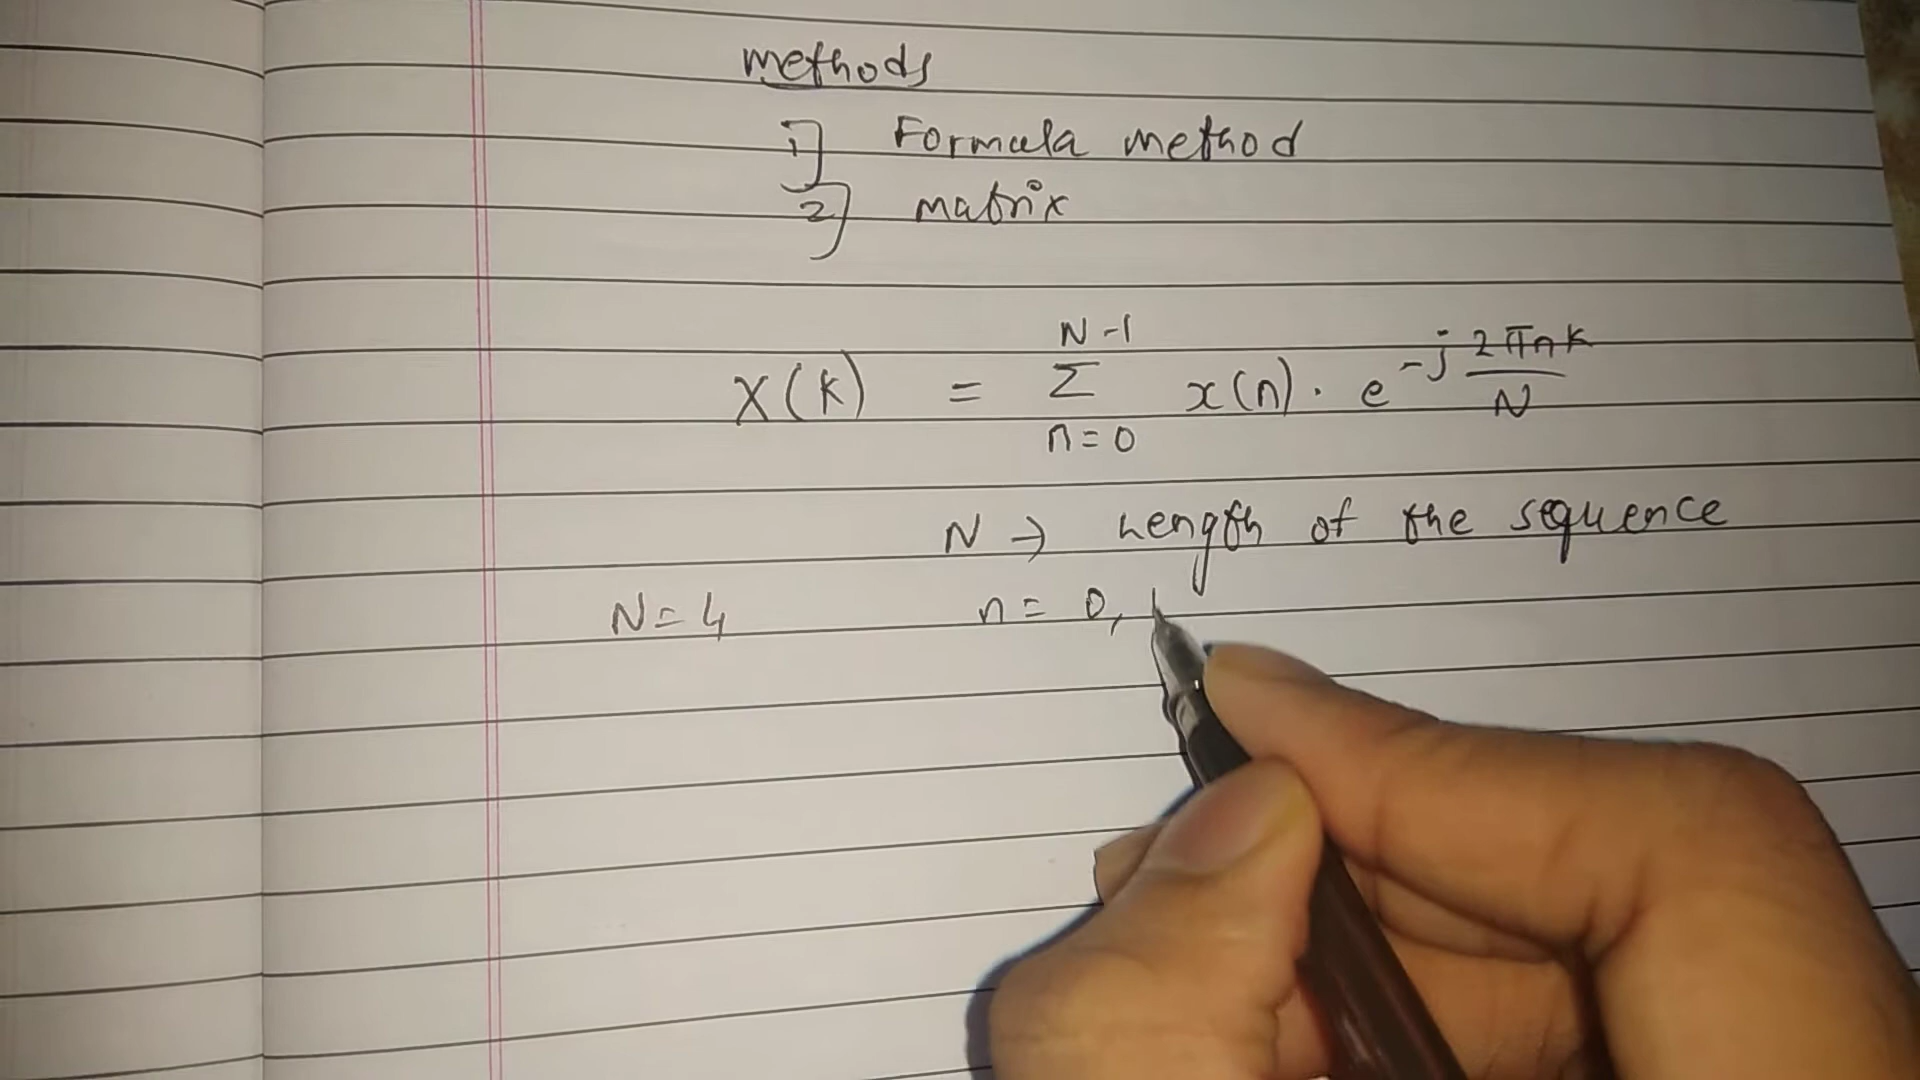 methods
1] Formula method
2] matrix
X(k) = N-1 Σ n=0 x(n). e^-j 2πnk/N
N → Length of the sequence
N=4 n= 0, 1